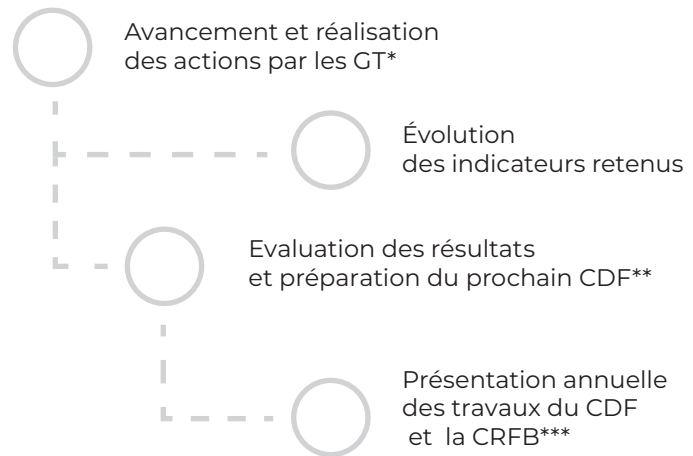 Avancement et réalisation
des actions par les GT*
Évolution
des indicateurs retenus
Evaluation des résultats
et préparation du prochain CDF**
Présentation annuelle
des travaux du CDF
et la CRFB***